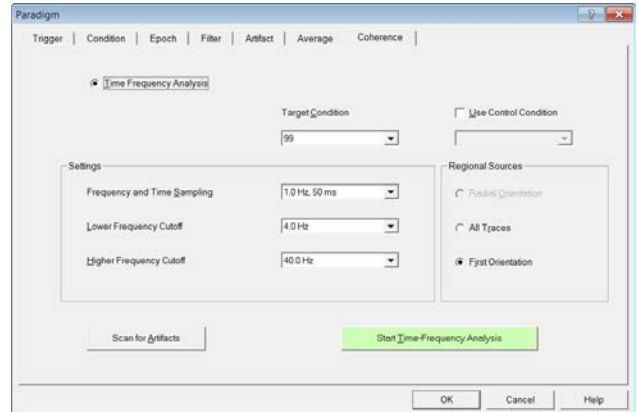 Paradigm
Trigger | Condition | Epoch | Filter | Artifact | Average | Coherence |
Time Frequency Analysis
Target Condition
Use Control Condition
99
Settings
Regional Sources
Frequency and Time Sampling
1.0 Hz, 50 ms
Radial Orientation
Lower Frequency Cutoff
4.0 Hz
All Traces
Higher Frequency Cutoff
40.0 Hz
First Orientation
Scan for Artifacts
Start Time-Frequency Analysis
OK
Cancel
Help